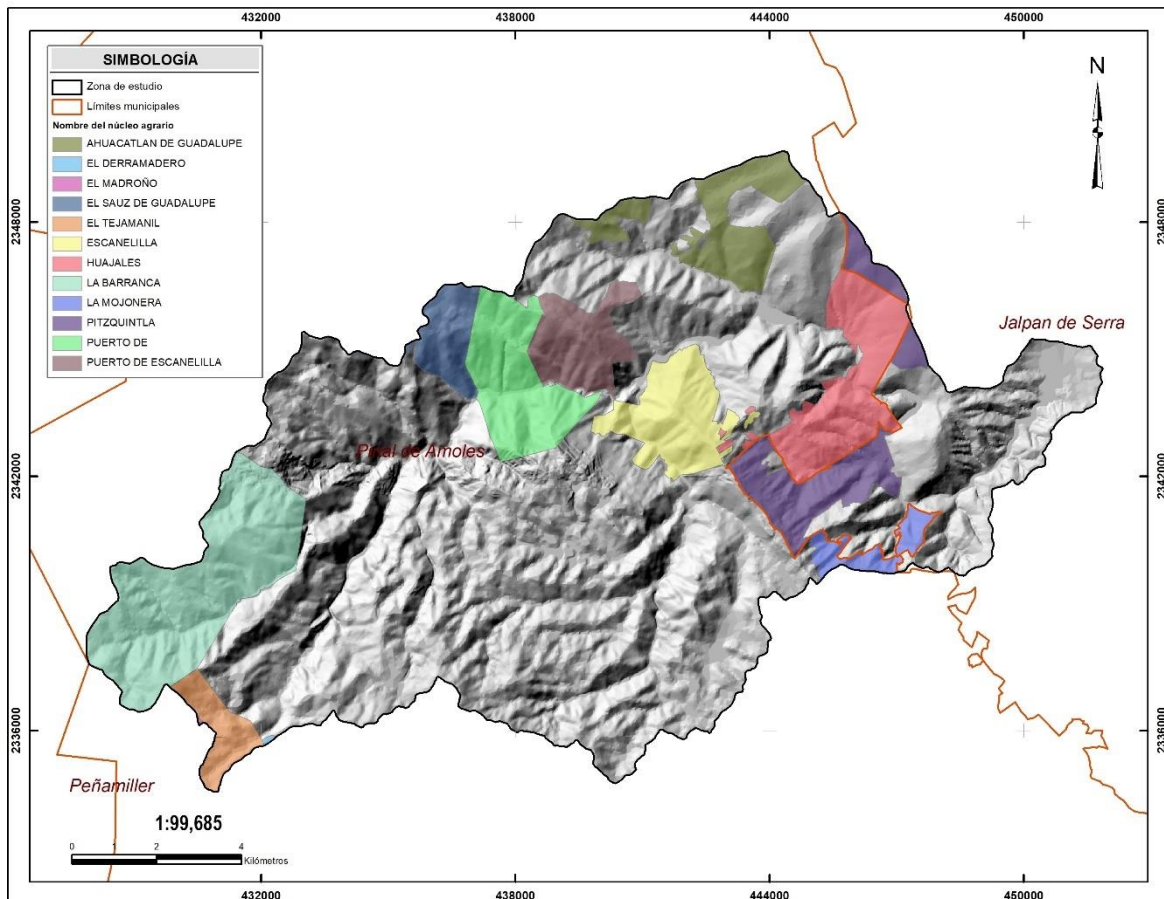 432000
438000
444000
450000
SIMBOLOGÍA
Zona de estudio
Límites municipales
Nombre del núcleo agrario
AHUACATLAN DE GUADALUPE
EL DERRAMADERO
EL MADROÑO
EL SAUZ DE GUADALUPE
EL TEJAMANIL
ESCANELILLA
HUAJALES
LA BARRANCA
LA MOJONERA
PITZQUINTLA
PUERTO DE
PUERTO DE ESCANELILLA
N
2348000
2348000
Jalpan de Serra
Pinal de Amoles
2342000
2342000
2336000
2336000
Peñamiller
1:99,685
0 1 2 4
Kilómetros
432000
438000
444000
450000